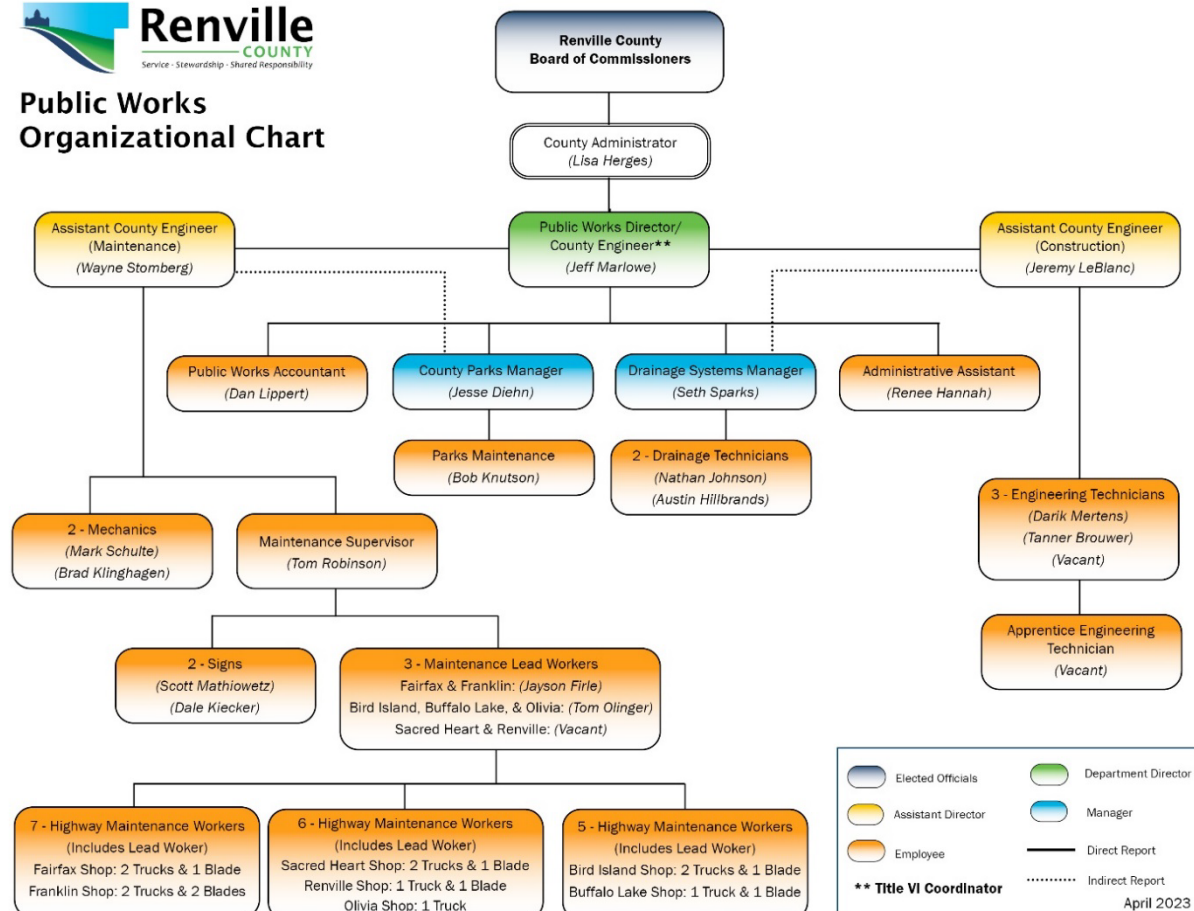 Renville
COUNTY
Service - Stewardship - Shared Responsibility
Public Works
Organizational Chart
Renville County
Board of Commissioners
County Administrator
(Lisa Herges)
Assistant County Engineer
(Maintenance)
(Wayne Stomberg)
Public Works Director/
County Engineer**
(Jeff Marlowe)
Assistant County Engineer
(Construction)
(Jeremy LeBlanc)
Public Works Accountant
(Dan Lippert)
County Parks Manager
(Jesse Diehn)
Drainage Systems Manager
(Seth Sparks)
Administrative Assistant
(Renee Hannah)
Parks Maintenance
(Bob Knutson)
2 - Drainage Technicians
(Nathan Johnson)
(Austin Hillbrands)
2 - Mechanics
(Mark Schulte)
(Brad Klinghagen)
Maintenance Supervisor
(Tom Robinson)
3 - Engineering Technicians
(Darik Mertens)
(Tanner Brouwer)
(Vacant)
Apprentice Engineering
Technician
(Vacant)
2 - Signs
(Scott Mathiowetz)
(Dale Kiecker)
3 - Maintenance Lead Workers
Fairfax & Franklin: (Jayson Firle)
Bird Island, Buffalo Lake, & Olivia: (Tom Olinger)
Sacred Heart & Renville: (Vacant)
7 - Highway Maintenance Workers
(Includes Lead Woker)
Fairfax Shop: 2 Trucks & 1 Blade
Franklin Shop: 2 Trucks & 2 Blades
6 - Highway Maintenance Workers
(Includes Lead Woker)
Sacred Heart Shop: 2 Trucks & 1 Blade
Renville Shop: 1 Truck & 1 Blade
Olivia Shop: 1 Truck
5 - Highway Maintenance Workers
(Includes Lead Woker)
Bird Island Shop: 2 Trucks & 1 Blade
Buffalo Lake Shop: 1 Truck & 1 Blade
Elected Officials
Department Director
Assistant Director
Manager
Employee
Direct Report
** Title VI Coordinator
Indirect Report
April 2023